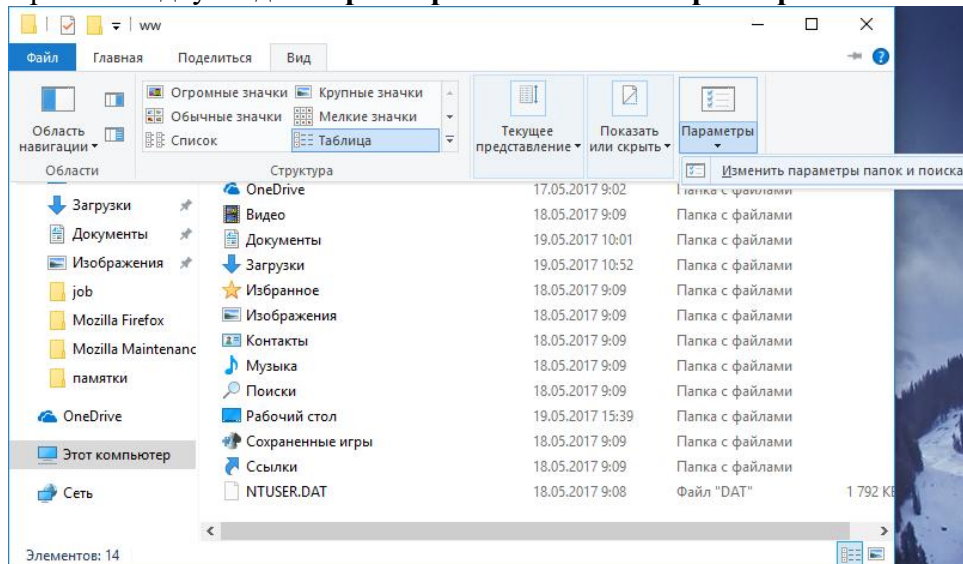 ww
Файл Главная Поделиться Вид
Огромные значки Крупные значки
Обычные значки Мелкие значки
Список Таблица
Область навигации
Текущее представление
Показать или скрыть
Параметры
Области Структура
Изменить параметры папок и поиска
OneDrive 17.05.2017 9:02 Папка с файлами
Загрузки
Видео 18.05.2017 9:09 Папка с файлами
Документы
Документы 19.05.2017 10:01 Папка с файлами
Изображения
Загрузки 19.05.2017 10:52 Папка с файлами
job
Избранное 18.05.2017 9:09 Папка с файлами
Mozilla Firefox
Изображения 18.05.2017 9:09 Папка с файлами
Mozilla Maintenanc
Контакты 18.05.2017 9:09 Папка с файлами
памятки
Музыка 18.05.2017 9:09 Папка с файлами
Поиски 18.05.2017 9:09 Папка с файлами
OneDrive
Рабочий стол 19.05.2017 15:39 Папка с файлами
Этот компьютер
Сохраненные игры 18.05.2017 9:09 Папка с файлами
Ссылки 18.05.2017 9:09 Папка с файлами
Сеть
NTUSER.DAT 18.05.2017 9:08 Файл "DAT" 1 792 КБ
Элементов: 14